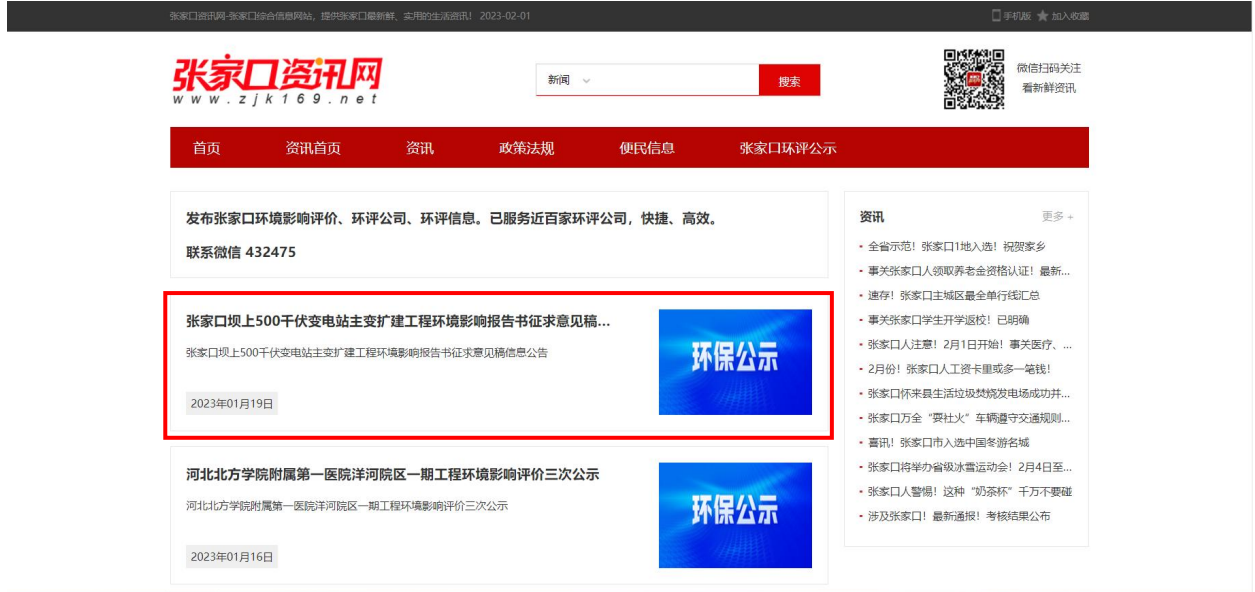 张家口资讯网-张家口综合信息网站，提供张家口最新鲜、实用的生活资讯！ 2023-02-01
手机版 加入收藏
张家口资讯网
www.zjk169.net
新闻
搜索
微信扫码关注
看新鲜资讯
首页 资讯首页 资讯 政策法规 便民信息 张家口环评公示
发布张家口环境影响评价、环评公司、环评信息。已服务近百家环评公司，快捷、高效。
联系微信 432475
张家口坝上500千伏变电站主变扩建工程环境影响报告书征求意见稿...
张家口坝上500千伏变电站主变扩建工程环境影响报告书征求意见稿信息公告
2023年01月19日
环保公示
河北北方学院附属第一医院洋河院区一期工程环境影响评价三次公示
河北北方学院附属第一医院洋河院区一期工程环境影响评价三次公示
2023年01月16日
环保公示
资讯 更多 +
全省示范！张家口1地入选！祝贺家乡
事关张家口人领取养老金资格认证！最新...
速存！张家口主城区最全单行线汇总
事关张家口学生开学返校！已明确
张家口人注意！2月1日开始！事关医疗、...
2月份！张家口人工资卡里或多一笔钱！
张家口怀来县生活垃圾焚烧发电场成功并...
张家口万全“耍社火”车辆遵守交通规则...
喜讯！张家口市入选中国冬游名城
张家口将举办省级冰雪运动会！2月4日至...
张家口人警惕！这种“奶茶杯”千万不要碰
涉及张家口！最新通报！考核结果公布